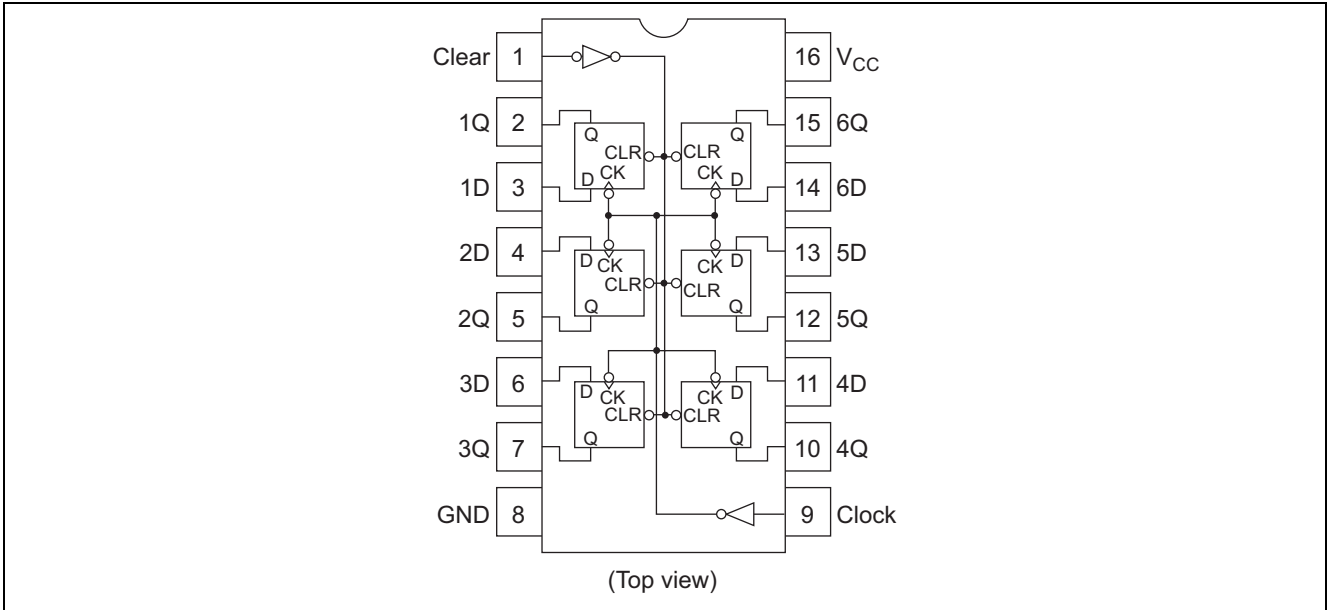 Clear 1 16 V_CC
1Q 2 Q Q 15 6Q
CLR CLR
CK CK
1D 3 D D 14 6D
2D 4 D CK CK D 13 5D
CLR CLR
2Q 5 Q Q 12 5Q
3D 6 D CK CK D 11 4D
CLR CLR
3Q 7 Q Q 10 4Q
GND 8 9 Clock
(Top view)